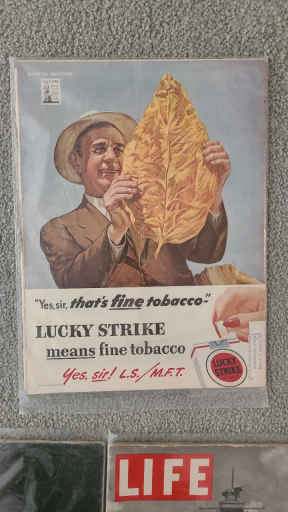 "Yes, sir, that's fine tobacco-"
LUCKY STRIKE
means fine tobacco
Yes, sir! L.S./M.F.T.
LUCKY
STRIKE
LIFE